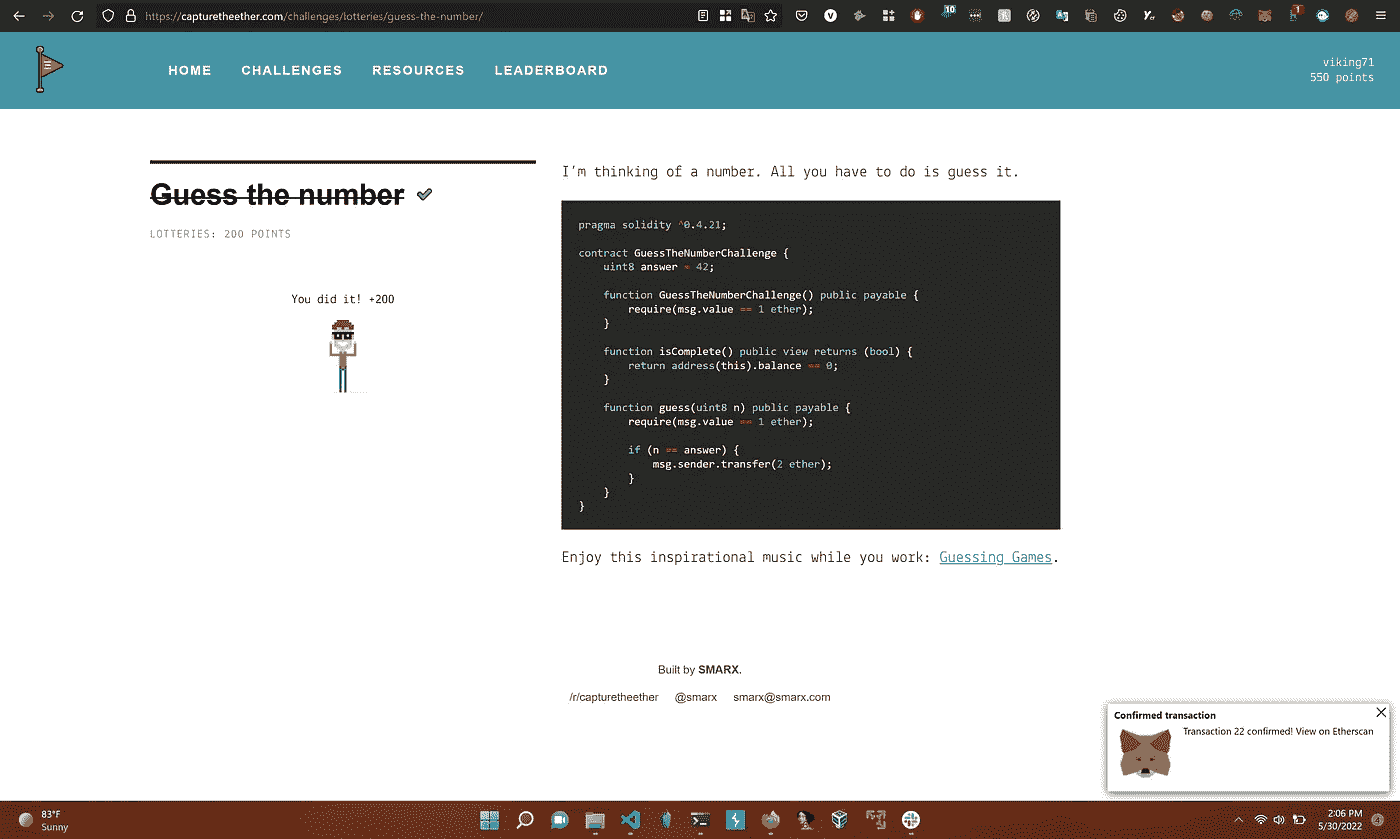 https://capturetheether.com/challenges/lotteries/guess-the-number/
10
1
HOME
CHALLENGES
RESOURCES
LEADERBOARD
viking71
550 points
Guess the number
LOTTERIES: 200 POINTS
You did it! +200
I'm thinking of a number. All you have to do is guess it.
pragma solidity ^0.4.21;
contract GuessTheNumberChallenge {
uint8 answer = 42;
function GuessTheNumberChallenge() public payable {
require(msg.value == 1 ether);
}
function isComplete() public view returns (bool) {
return address(this).balance == 0;
}
function guess(uint8 n) public payable {
require(msg.value == 1 ether);
if (n == answer) {
msg.sender.transfer(2 ether);
}
}
}
Enjoy this inspirational music while you work: Guessing Games.
Built by SMARX.
/r/capturetheether @smarx smarx@smarx.com
Confirmed transaction
Transaction 22 confirmed! View on Etherscan
83°F
Sunny
2:06 PM
5/30/2022
4